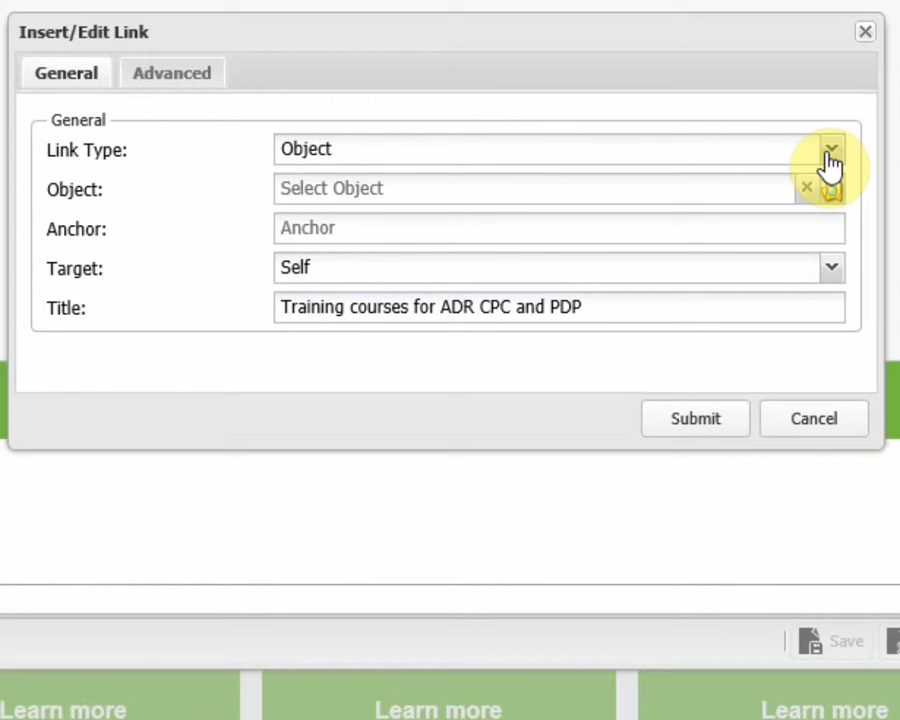 Insert/Edit Link
General Advanced
General
Link Type: Object
Object: Select Object
Anchor: Anchor
Target: Self
Title: Training courses for ADR CPC and PDP
Submit Cancel
Save
Learn more Learn more Learn more